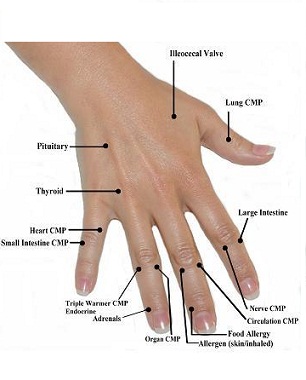 Illeocecal Valve
Lung CMP
Pituitary
Thyroid
Large Intestine
Heart CMP
Small Intestine CMP
Triple Warmer CMP
Endocrine
Adrenals
Organ CMP
Nerve CMP
Circulation CMP
Food Allergy
Allergen (skin/inhaled)